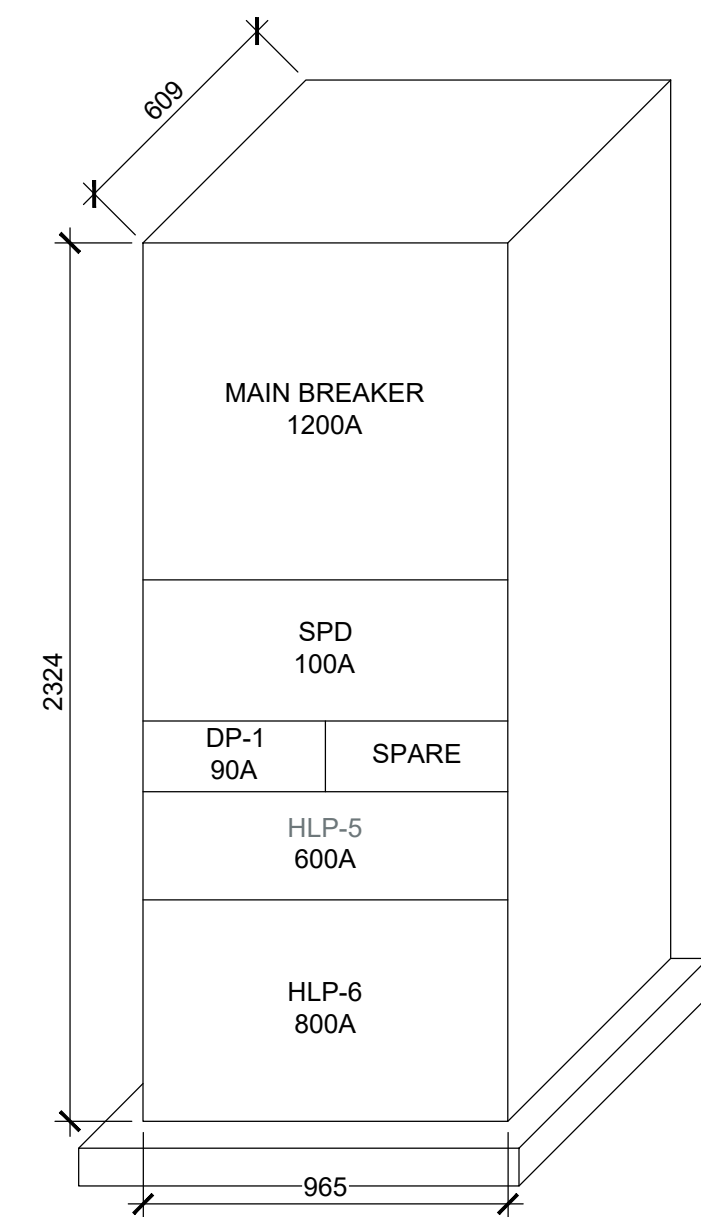 609
MAIN BREAKER
1200A
SPD
100A
2324
DP-1
90A
SPARE
HLP-5
600A
HLP-6
800A
965